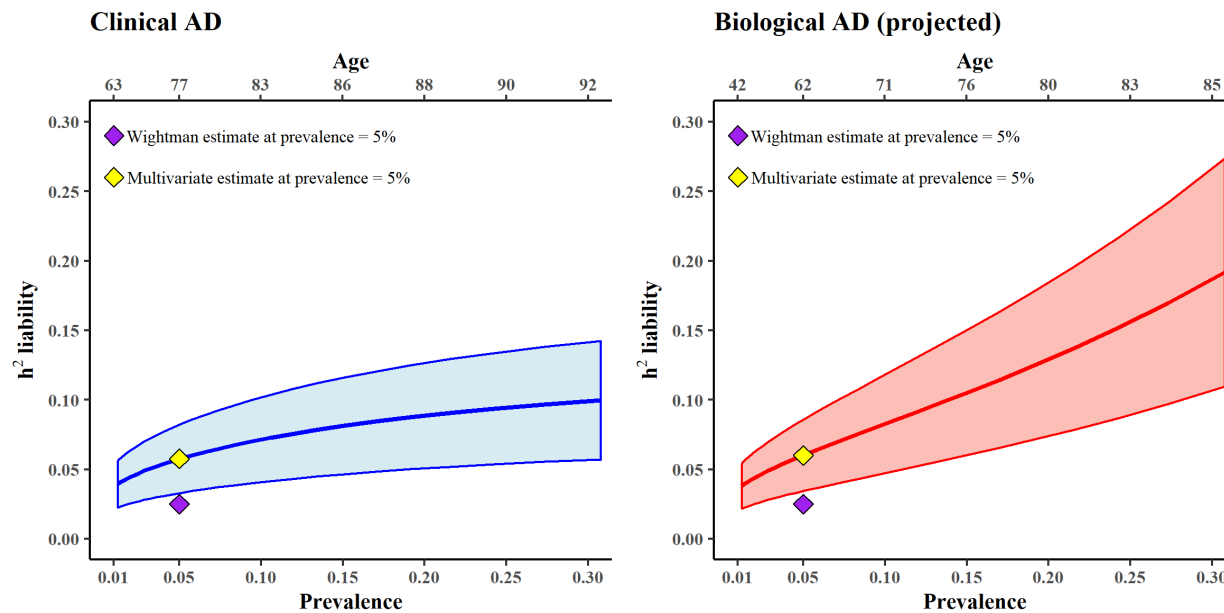 Clinical AD
Age
63 77 83 86 88 90 92
Wightman estimate at prevalence = 5%
Multivariate estimate at prevalence = 5%
h² liability
0.30
0.25
0.20
0.15
0.10
0.05
0.00
0.01 0.05 0.10 0.15 0.20 0.25 0.30
Prevalence
Biological AD (projected)
Age
42 62 71 76 80 83 85
Wightman estimate at prevalence = 5%
Multivariate estimate at prevalence = 5%
h² liability
0.30
0.25
0.20
0.15
0.10
0.05
0.00
0.01 0.05 0.10 0.15 0.20 0.25 0.30
Prevalence